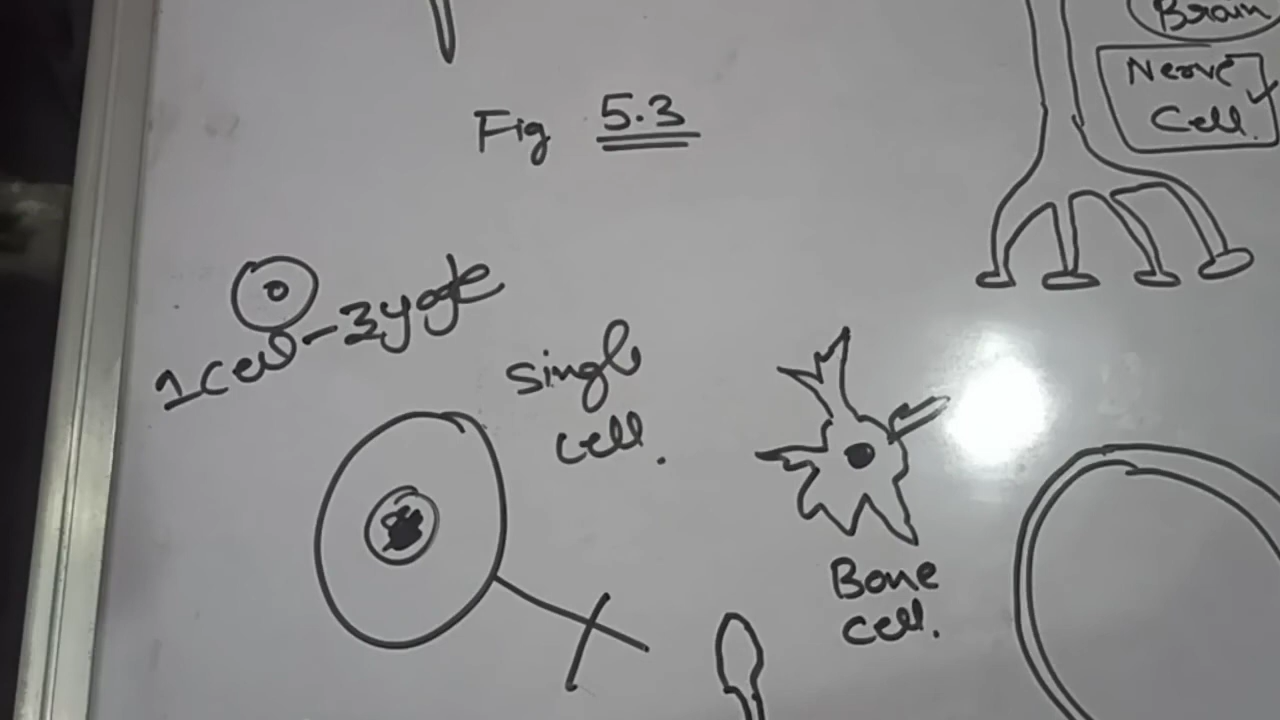 Brain
Nerve
Cell.
Fig 5.3
1 cell - zygote
Single
cell.
Bone
cell.